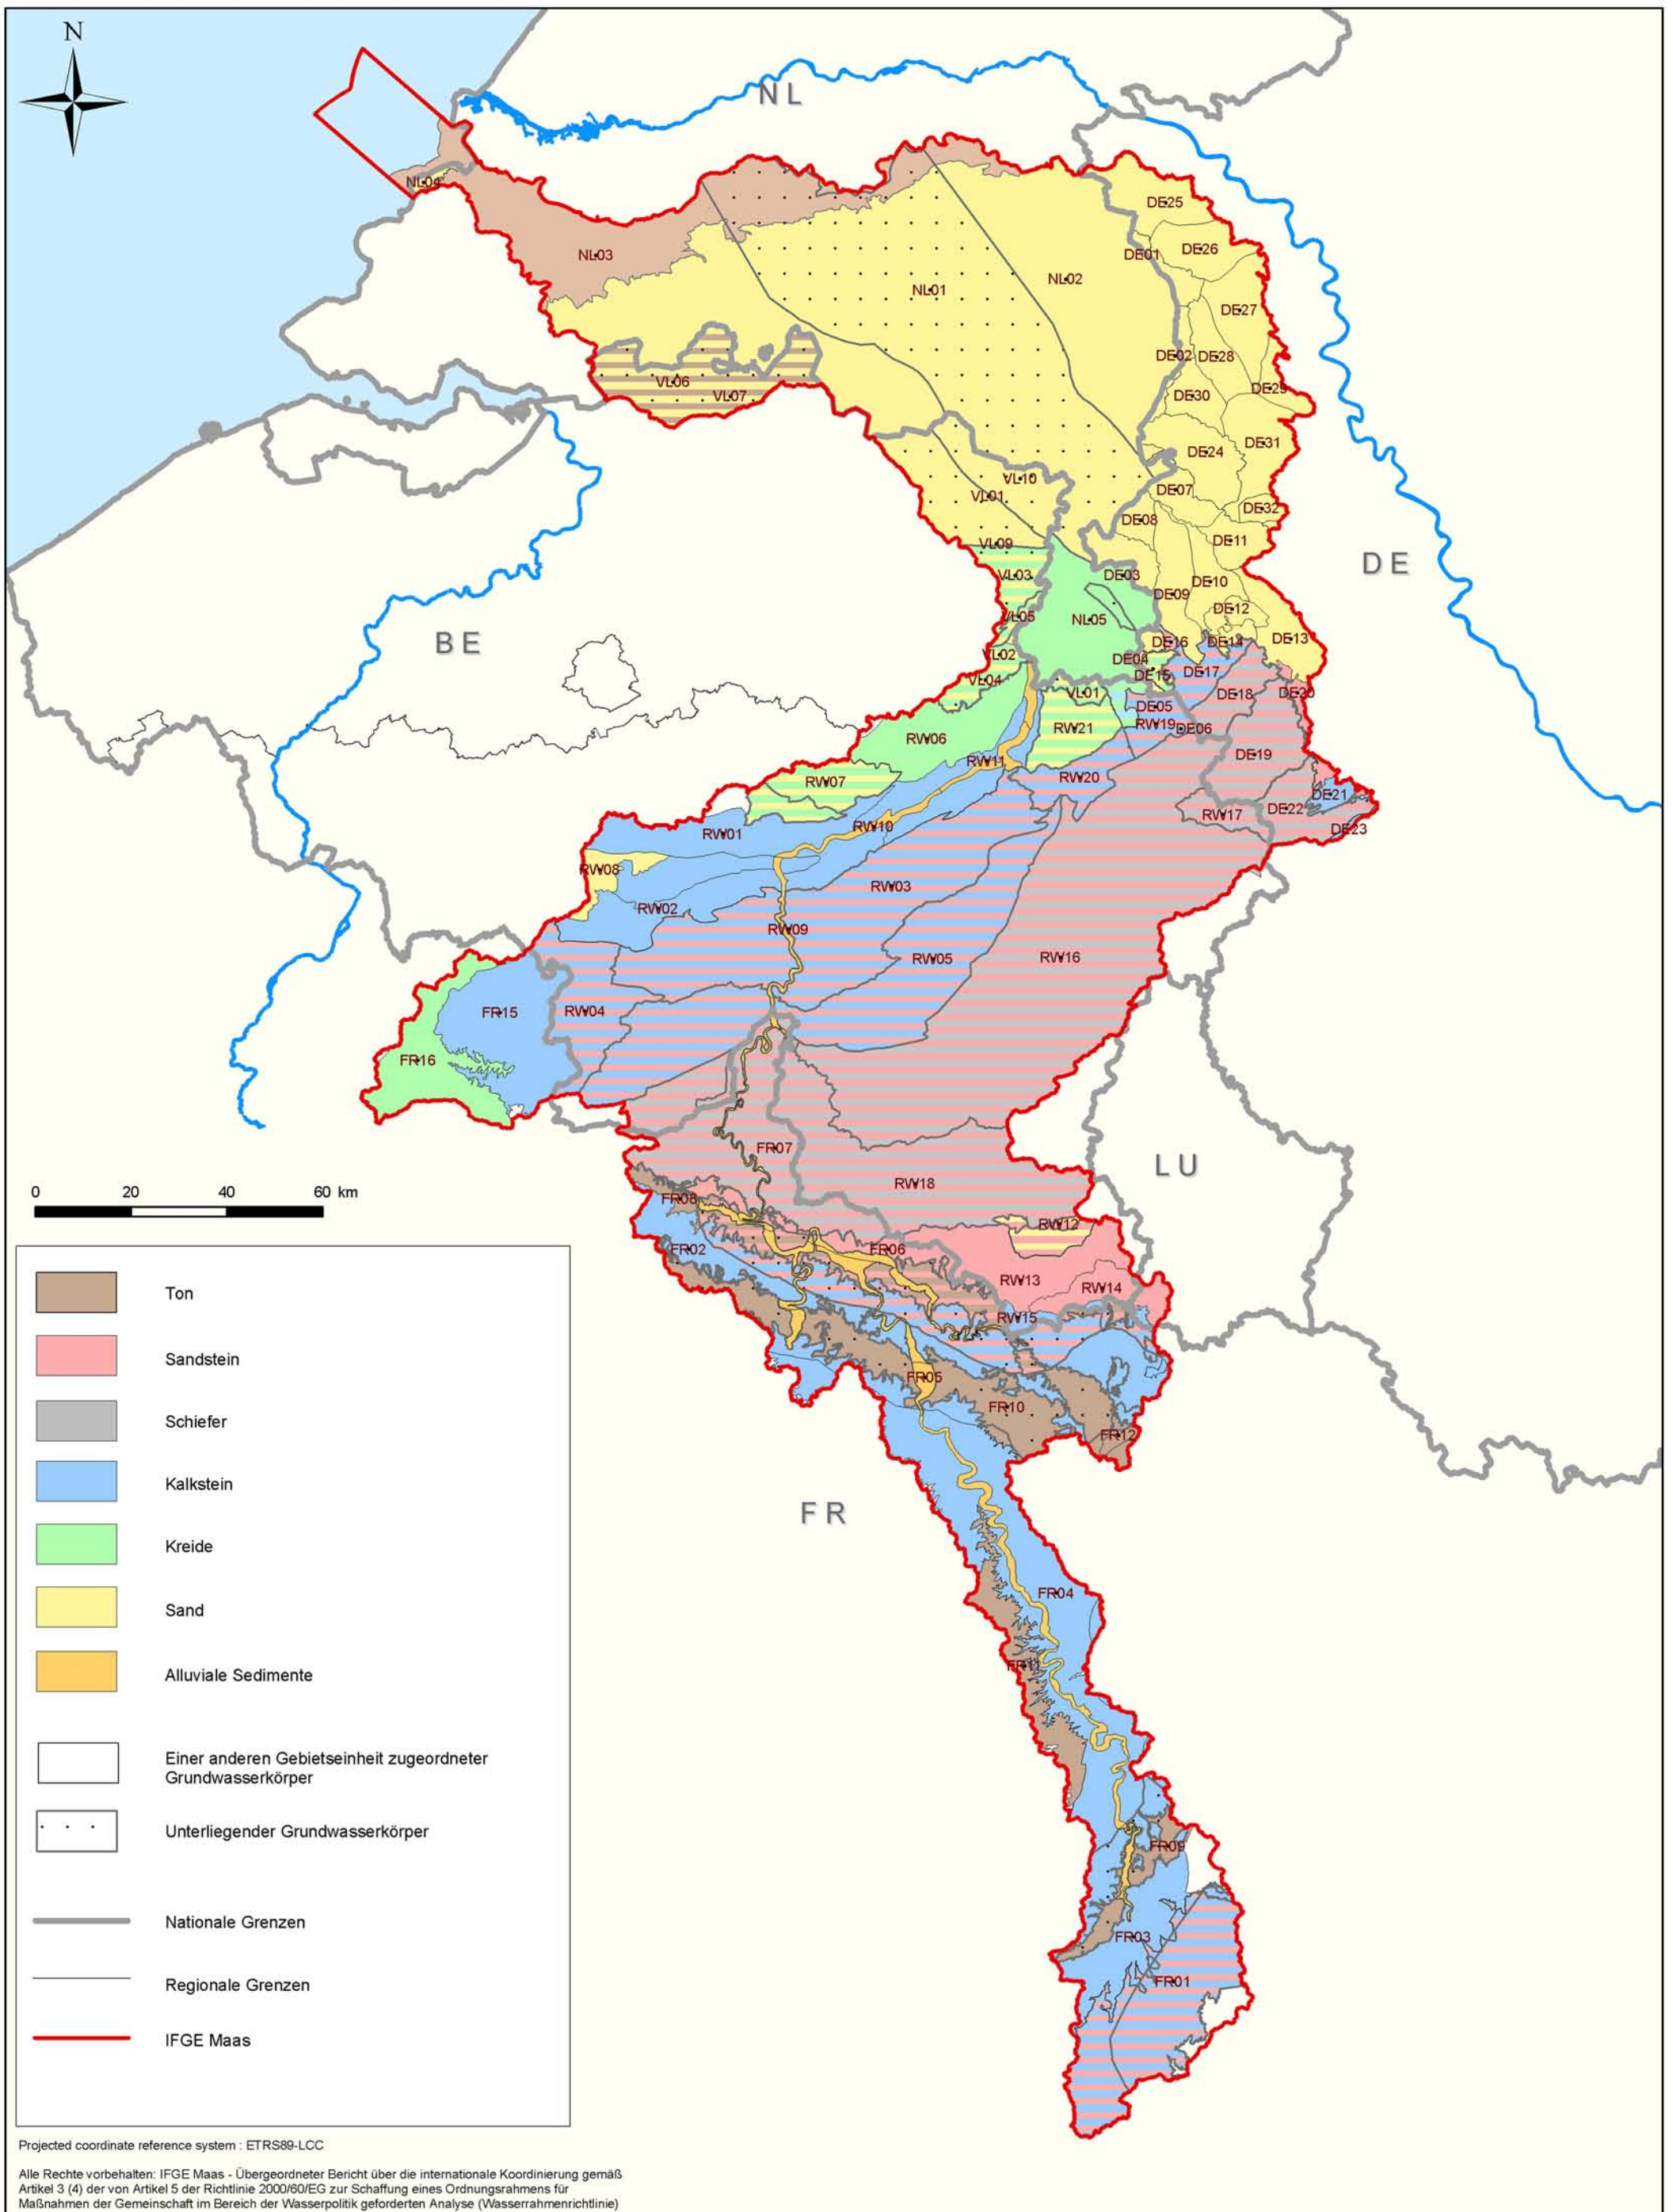 N
NL
NL04
NL03
NL01
NL02
DE25
DE01
DE26
DE27
DE02
DE28
DE29
DE30
VL06
VL07
DE24
DE31
VL10
VL01
DE07
DE32
DE08
DE11
VL09
DE
VL03
DE03
DE10
DE09
DE12
VL05
NL05
BE
DE16
DE14
DE13
VL02
DE04
DE15
DE17
VL04
VL01
DE18
DE20
DE05
RW21
RW19
DE06
RW06
DE19
RW11
RW07
RW20
DE21
DE22
RW17
RW01
RW10
DE23
RW08
RW03
RW02
RW09
RW05
RW16
FR15
RW04
FR16
FR07
LU
RW18
0 20 40 60 km
FR08
RW12
FR02
FR06
RW13
RW14
RW15
FR05
FR10
FR12
FR
FR04
FR11
FR09
FR03
FR01
Ton
Sandstein
Schiefer
Kalkstein
Kreide
Sand
Alluviale Sedimente
Einer anderen Gebietseinheit zugeordneter
Grundwasserkörper
Unterliegender Grundwasserkörper
Nationale Grenzen
Regionale Grenzen
IFGE Maas
Projected coordinate reference system : ETRS89-LCC
Alle Rechte vorbehalten: IFGE Maas - Übergeordneter Bericht über die internationale Koordinierung gemäß
Artikel 3 (4) der von Artikel 5 der Richtlinie 2000/60/EG zur Schaffung eines Ordnungsrahmens für
Maßnahmen der Gemeinschaft im Bereich der Wasserpolitik geforderten Analyse (Wasserrahmenrichtlinie)